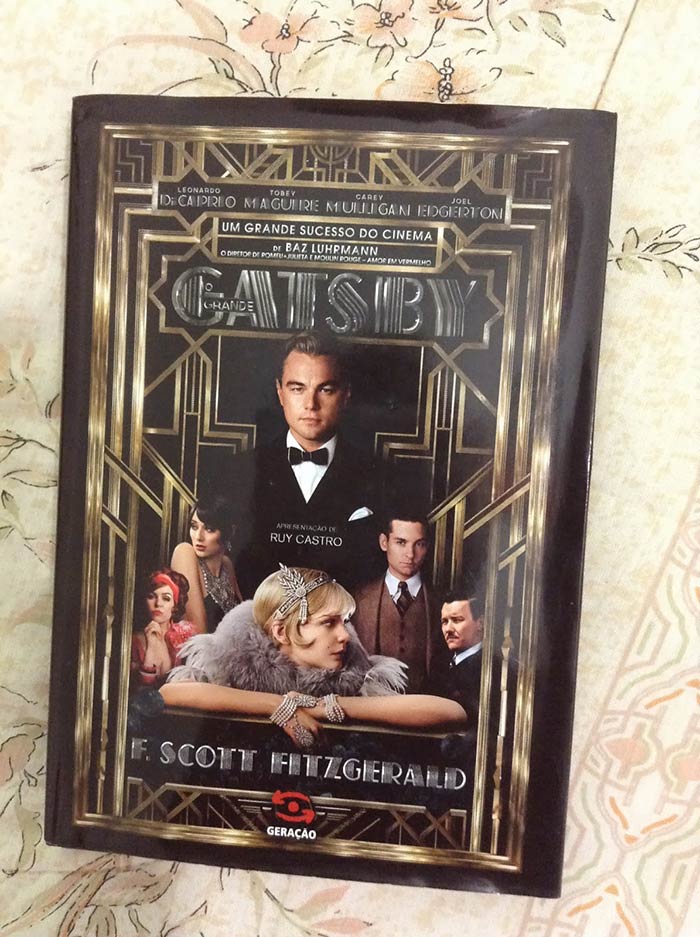 LEONARDO TOBEY CAREY JOEL
DiCAPRIO MAGUIRE MULLIGAN EDGERTON
UM GRANDE SUCESSO DO CINEMA
DE BAZ LUHRMANN
O DIRETOR DE ROMEU+JULIETA E MOULIN ROUGE - AMOR EM VERMELHO
O GRANDE
GATSBY
APRESENTAÇÃO DE
RUY CASTRO
F. SCOTT FITZGERALD
GERAÇÃO